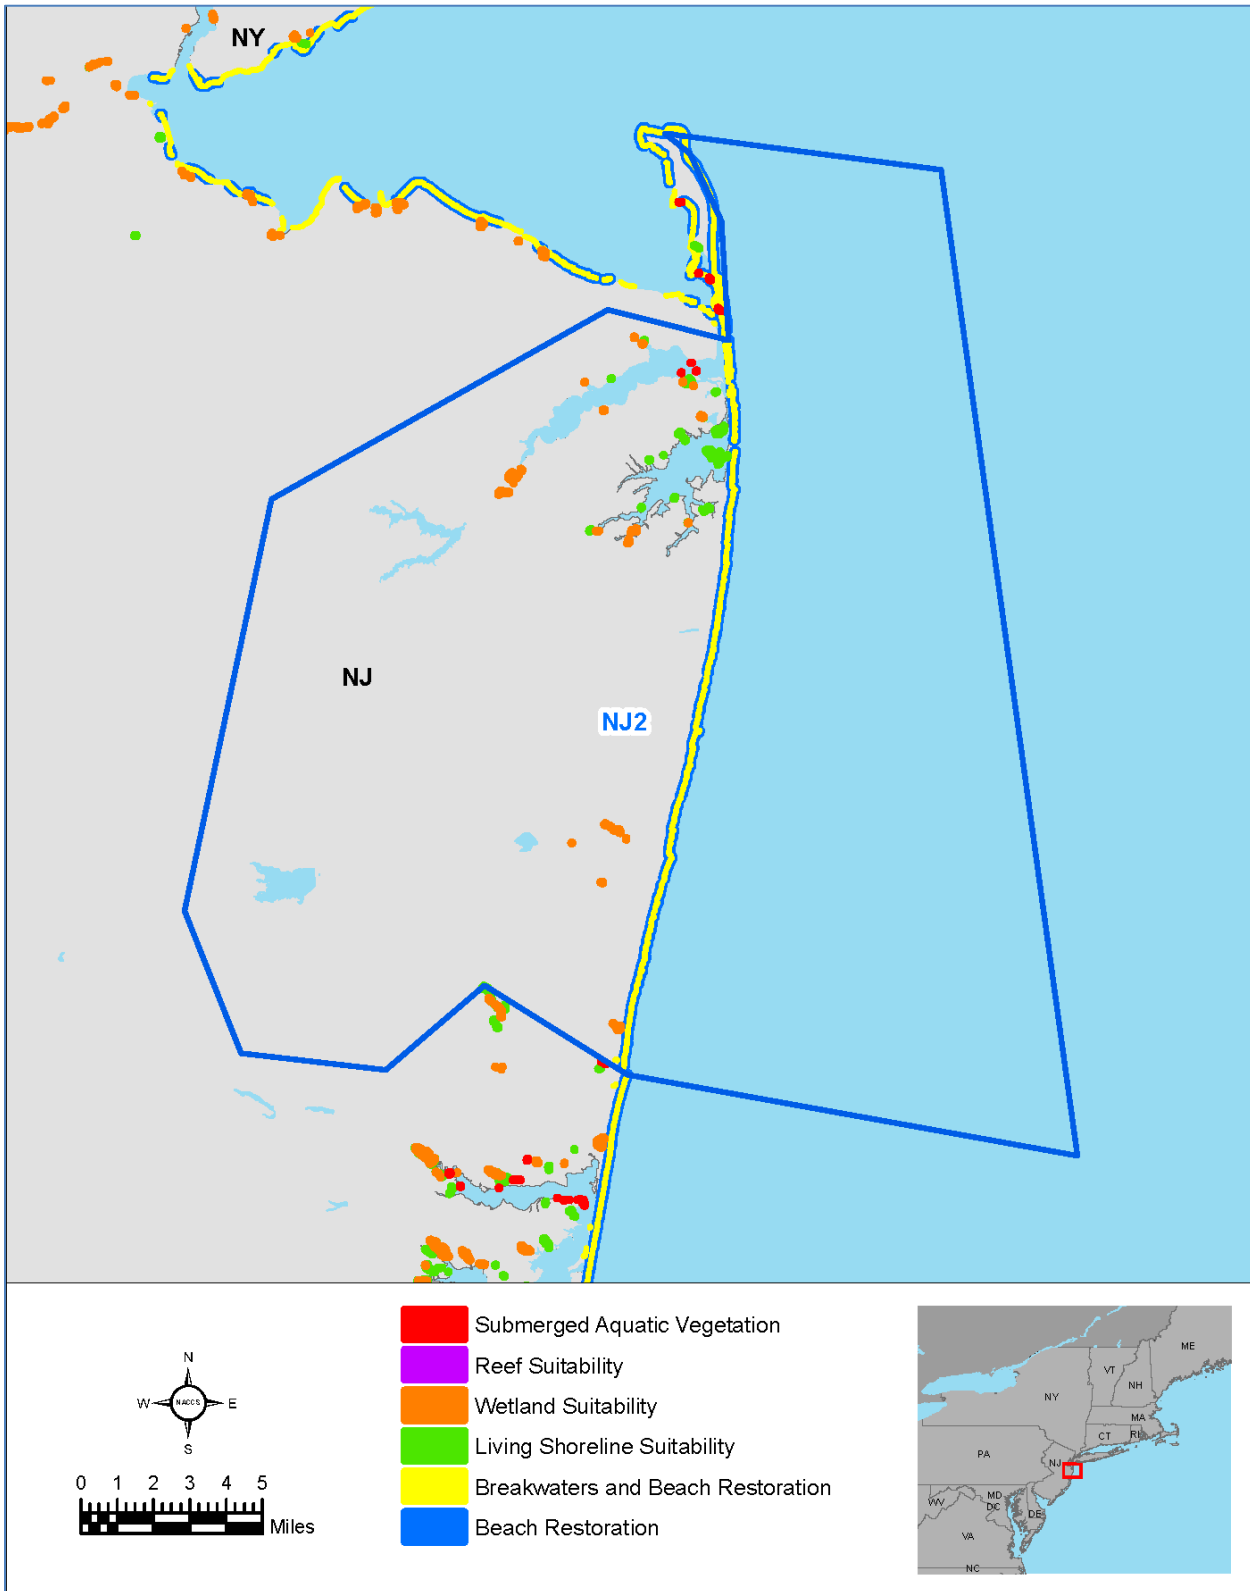 NY
NJ
NJ2
N
W NACCS E
S
0 1 2 3 4 5
Miles
Submerged Aquatic Vegetation
Reef Suitability
Wetland Suitability
Living Shoreline Suitability
Breakwaters and Beach Restoration
Beach Restoration
ME
VT
NH
NY
MA
CT RI
PA
NJ
MD
WV DC
DE
VA
NC